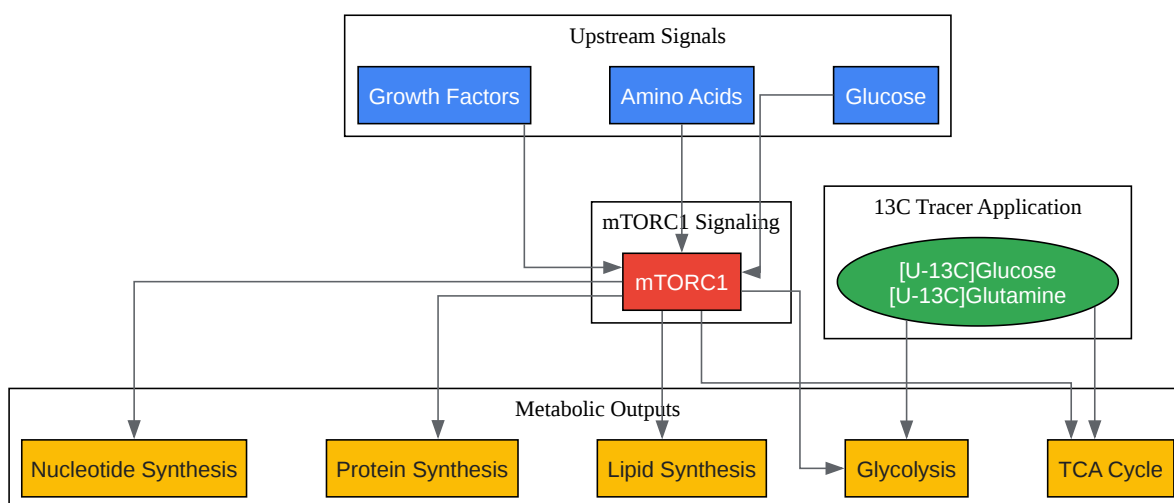 Upstream Signals
Growth Factors
Amino Acids
Glucose
mTORC1 Signaling
mTORC1
13C Tracer Application
[U-13C]Glucose
[U-13C]Glutamine
Metabolic Outputs
Nucleotide Synthesis
Protein Synthesis
Lipid Synthesis
Glycolysis
TCA Cycle